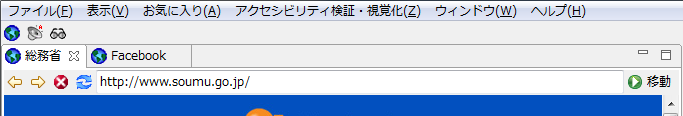 ファイル(F) 表示(V) お気に入り(A) アクセシビリティ検証・視覚化(Z) ウィンドウ(W) ヘルプ(H)
総務省 Facebook
http://www.soumu.go.jp/ 移動